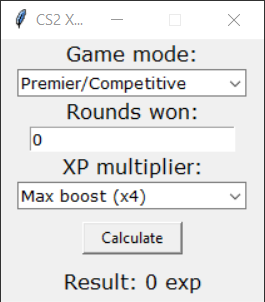 CS2 X...
Game mode:
Premier/Competitive
Rounds won:
0
XP multiplier:
Max boost (x4)
Calculate
Result: 0 exp